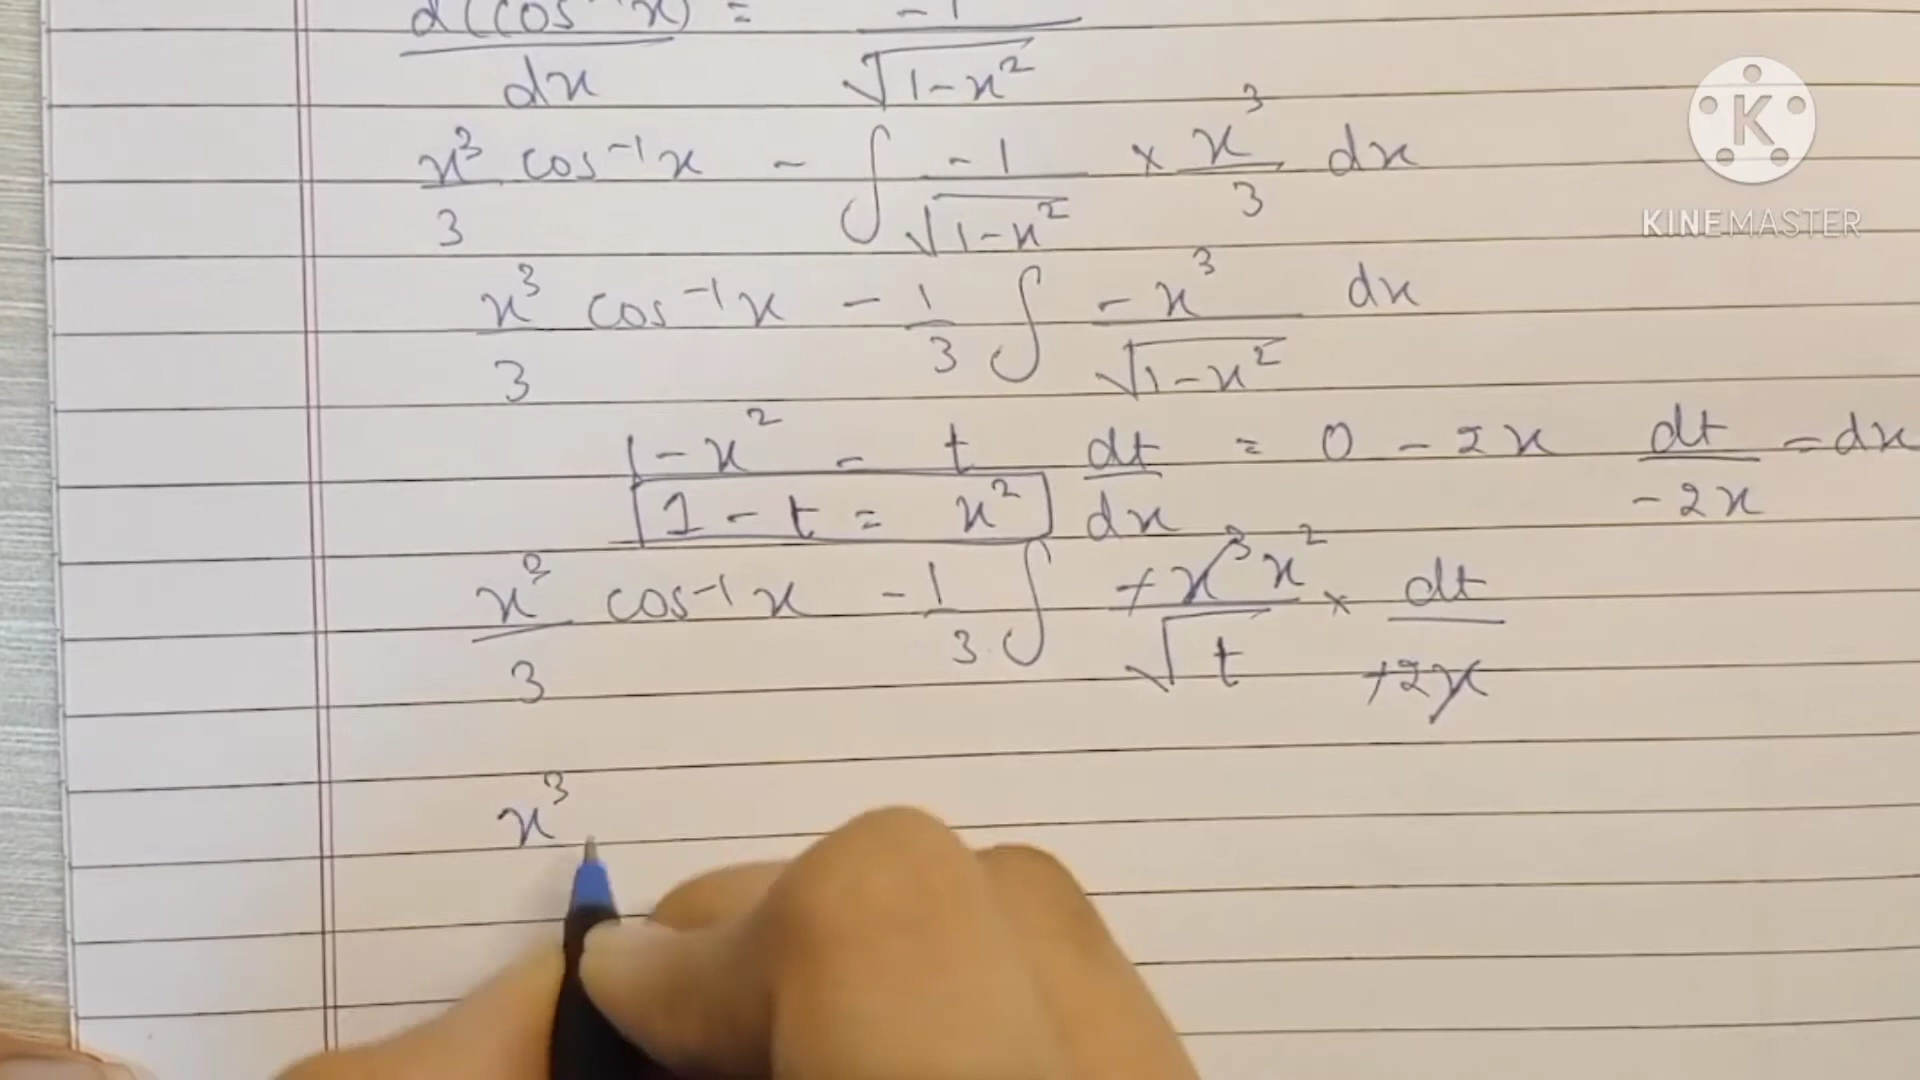 d(cos⁻¹x)/dx = -1/√(1-x²)
K
KINEMASTER
x³/3 cos⁻¹x - ∫ -1/√(1-x²) × x³/3 dx
x³/3 cos⁻¹x - 1/3 ∫ -x³/√(1-x²) dx
1-x² = t dt/dx = 0 - 2x dt/-2x = dx
1 - t = x²
x³/3 cos⁻¹x - 1/3 ∫ -x³ x²/√t × dt/-2x
x³